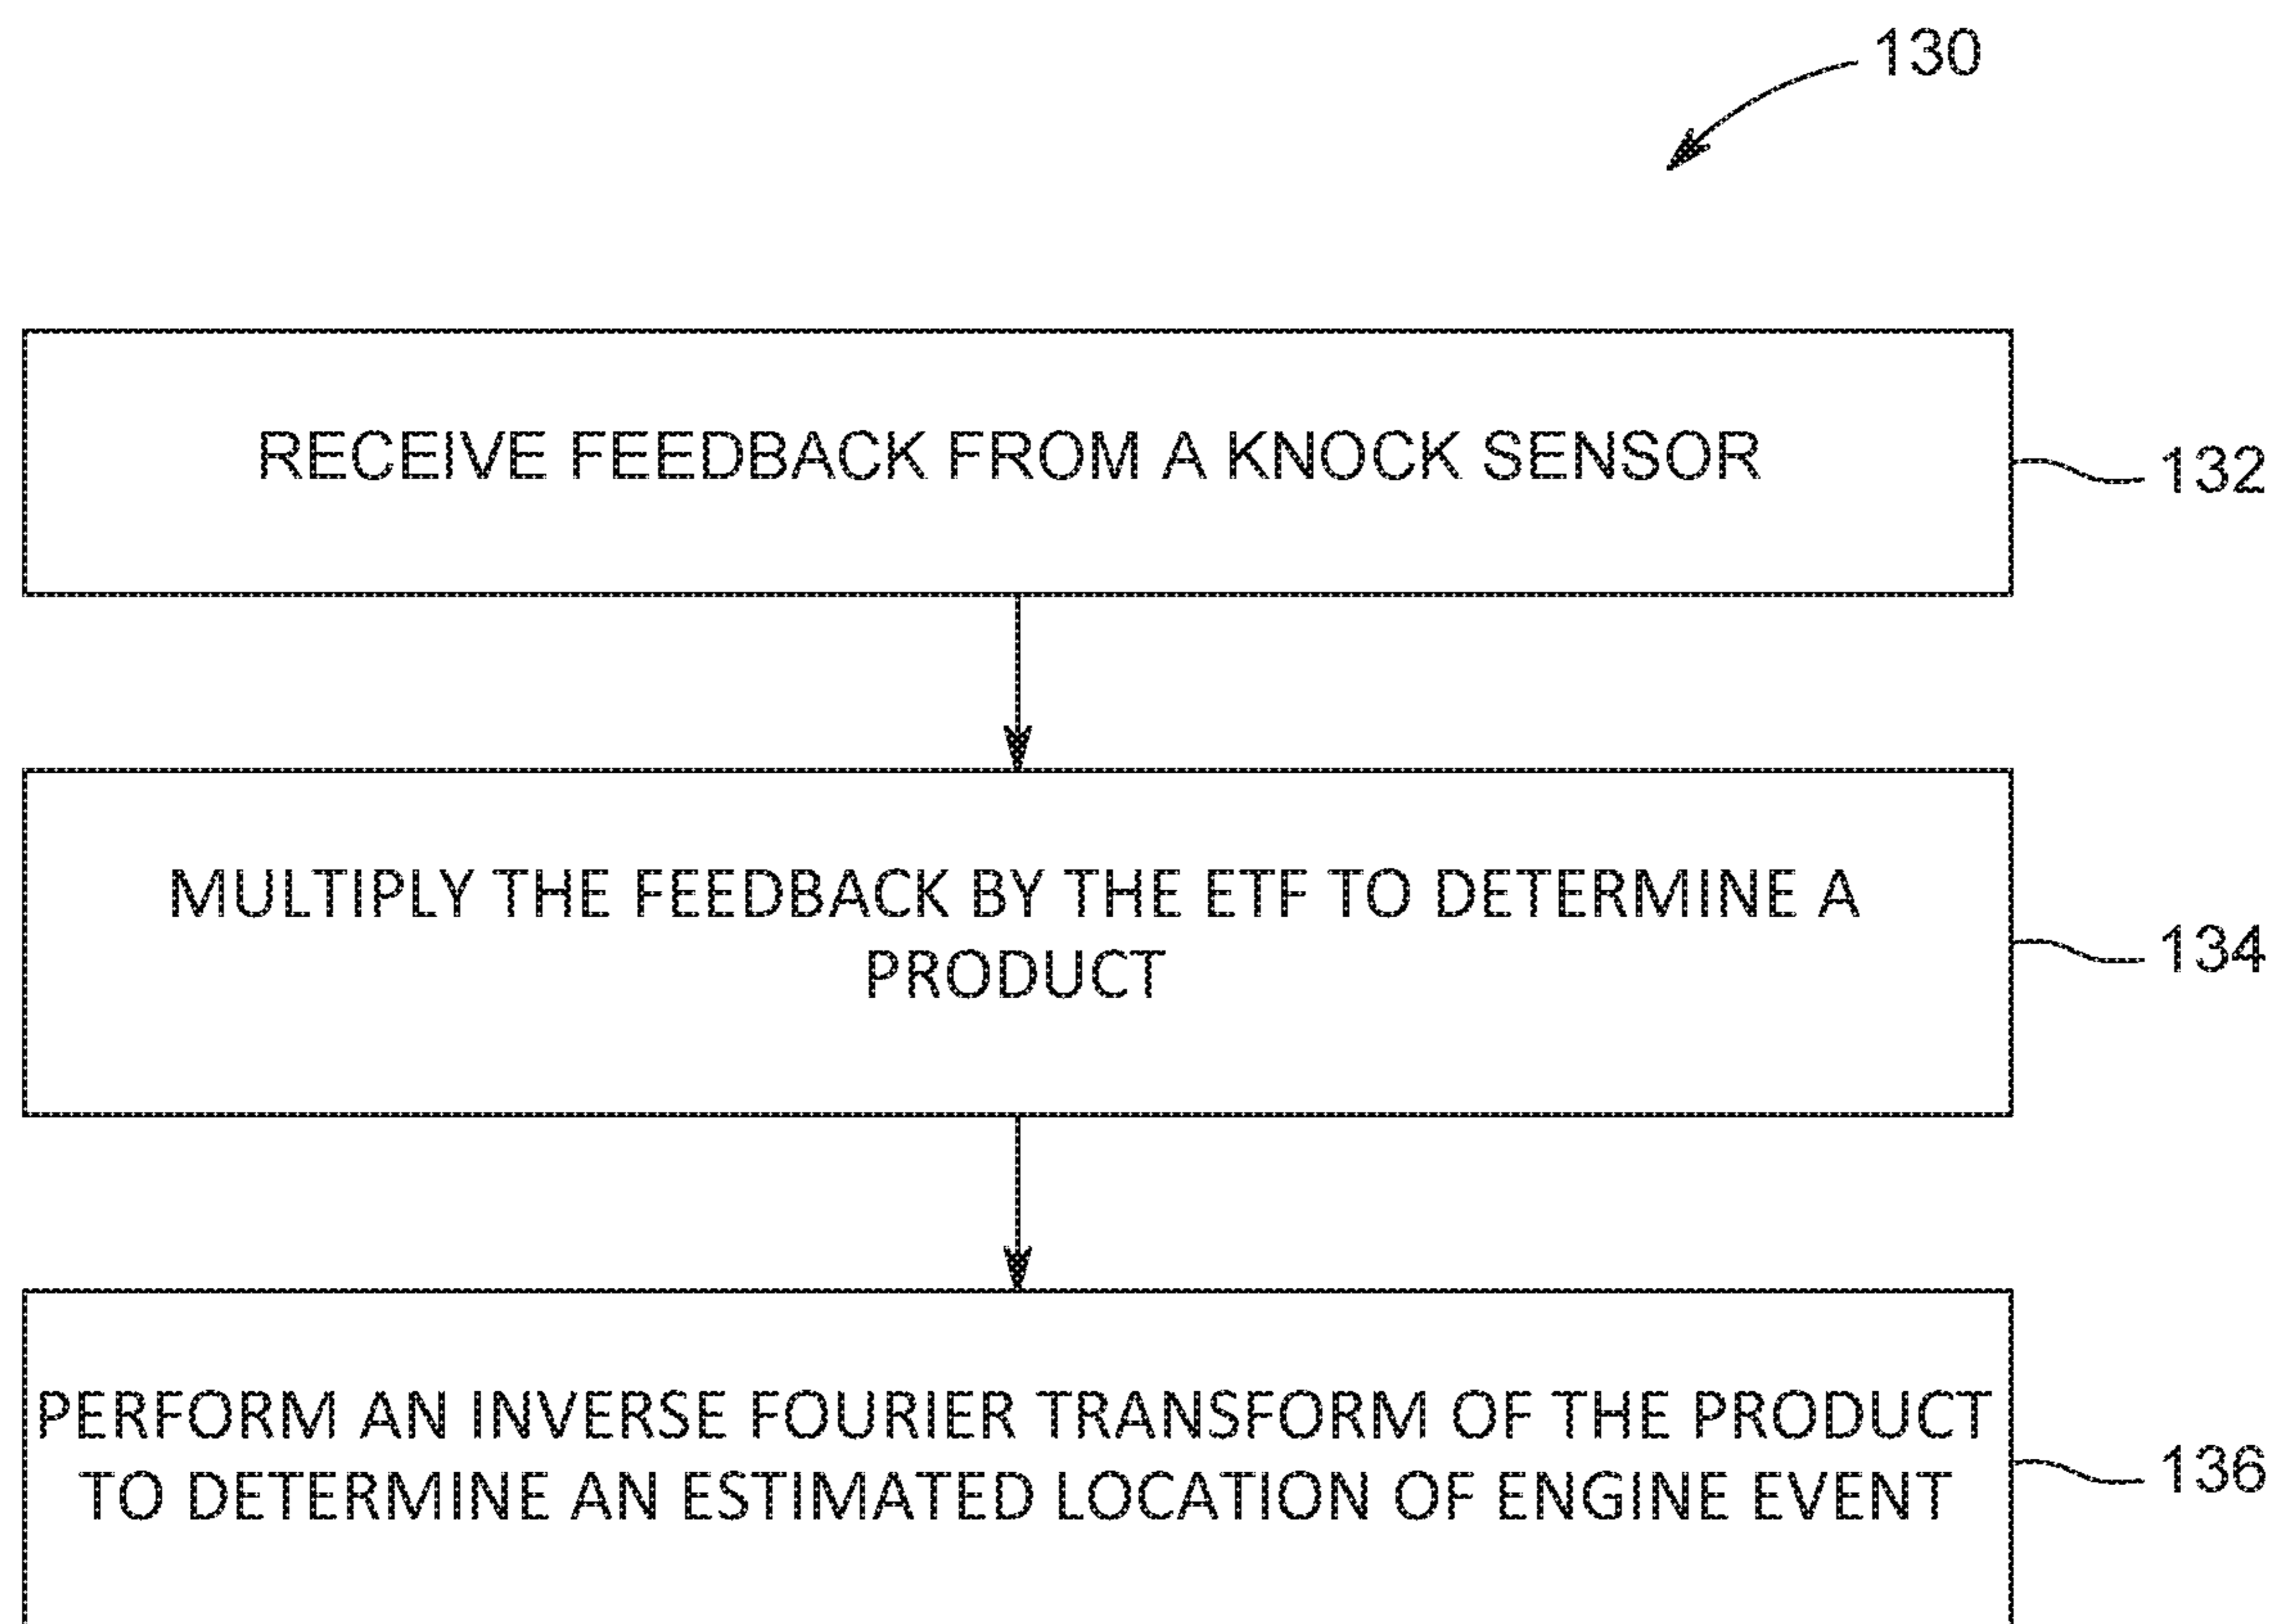 130
RECEIVE FEEDBACK FROM A KNOCK SENSOR
132
MULTIPLY THE FEEDBACK BY THE ETF TO DETERMINE A
PRODUCT
134
PERFORM AN INVERSE FOURIER TRANSFORM OF THE PRODUCT
TO DETERMINE AN ESTIMATED LOCATION OF ENGINE EVENT
136